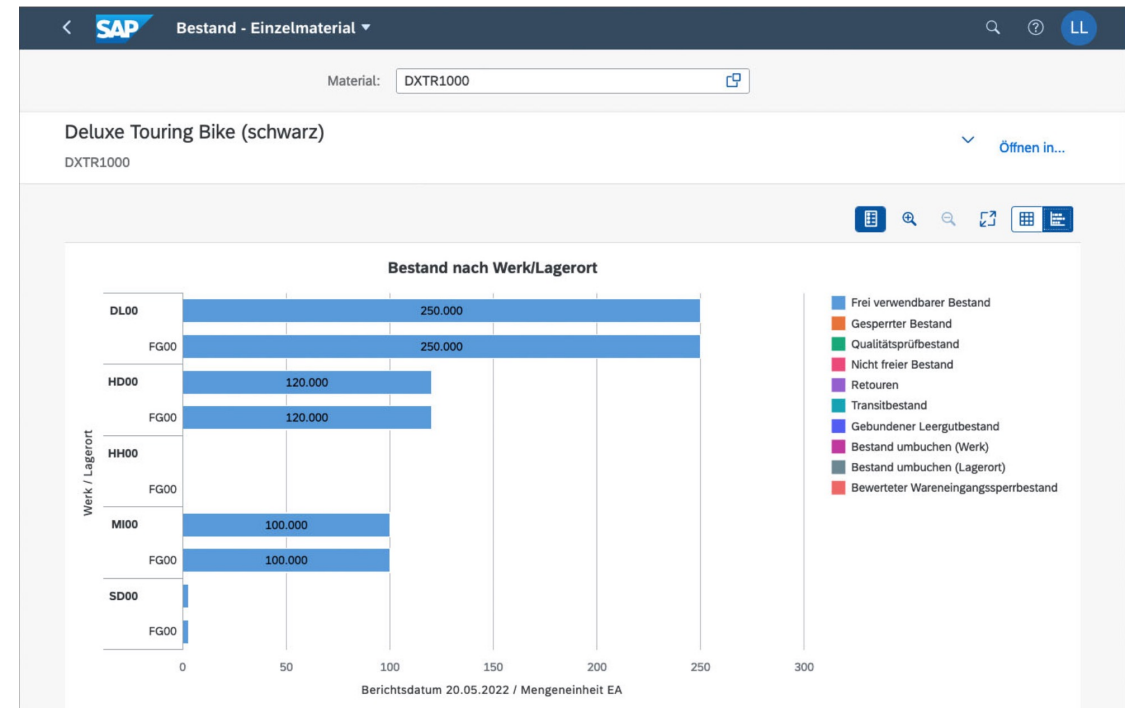 SAP Bestand - Einzelmaterial LL
Material: DXTR1000
Deluxe Touring Bike (schwarz)
DXTR1000
Öffnen in...
Bestand nach Werk/Lagerort
Werk / Lagerort
DL00 250.000
FG00 250.000
HD00 120.000
FG00 120.000
HH00
FG00
MI00 100.000
FG00 100.000
SD00
FG00
0 50 100 150 200 250 300
Berichtsdatum 20.05.2022 / Mengeneinheit EA
Frei verwendbarer Bestand
Gesperrter Bestand
Qualitätsprüfbestand
Nicht freier Bestand
Retouren
Transitbestand
Gebundener Leergutbestand
Bestand umbuchen (Werk)
Bestand umbuchen (Lagerort)
Bewerteter Wareneingangssperrbestand